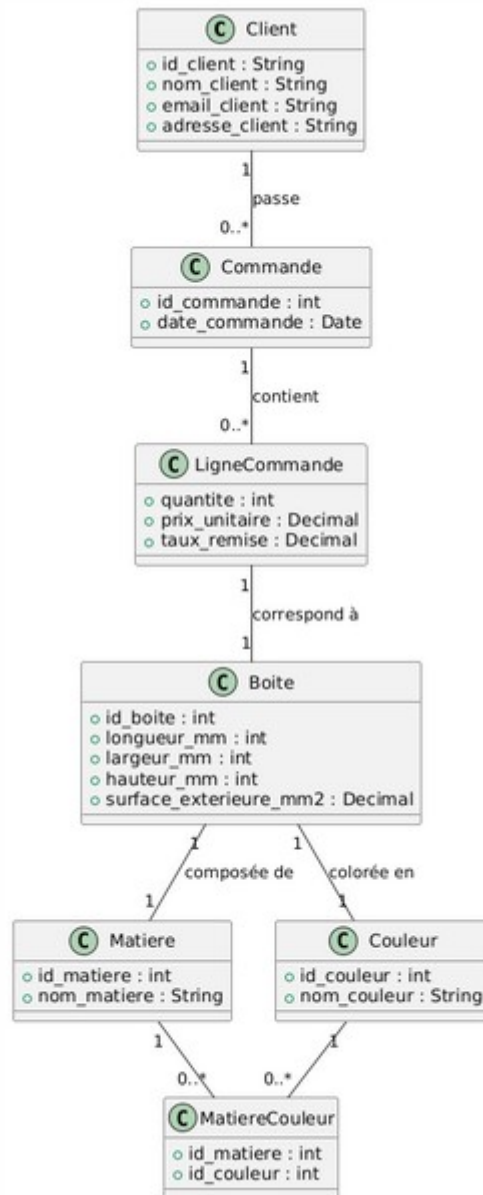 C Client
id_client : String
nom_client : String
email_client : String
adresse_client : String
1
passe
0..*
C Commande
id_commande : int
date_commande : Date
1
contient
0..*
C LigneCommande
quantite : int
prix_unitaire : Decimal
taux_remise : Decimal
1
correspond à
1
C Boite
id_boite : int
longueur_mm : int
largeur_mm : int
hauteur_mm : int
surface_exterieure_mm2 : Decimal
1 1
composée de colorée en
1 1
C Matiere C Couleur
id_matiere : int id_couleur : int
nom_matiere : String nom_couleur : String
1 1
0..* 0..*
C MatiereCouleur
id_matiere : int
id_couleur : int